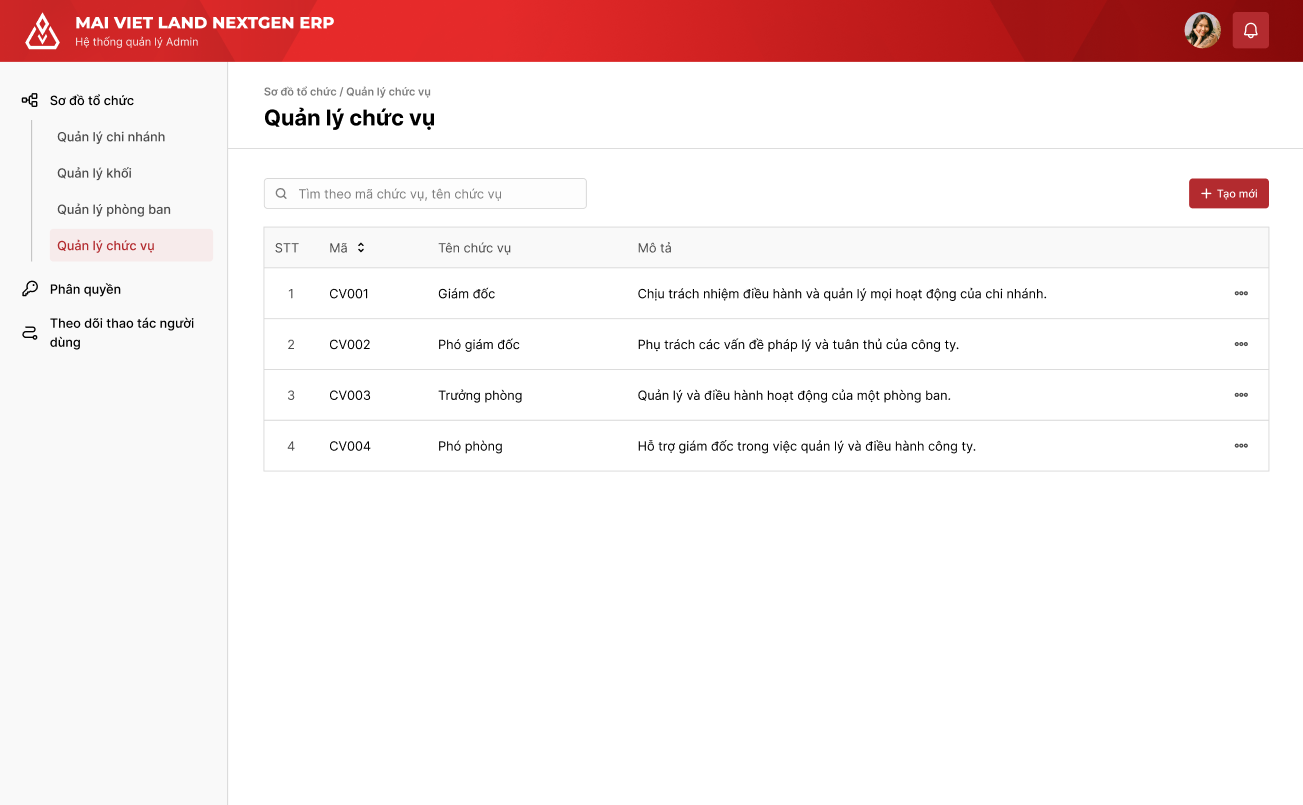 MAI VIET LAND NEXTGEN ERP
Hệ thống quản lý Admin
Sơ đồ tổ chức
Quản lý chi nhánh
Quản lý khối
Quản lý phòng ban
Quản lý chức vụ
Phân quyền
Theo dõi thao tác người
dùng
Sơ đồ tổ chức / Quản lý chức vụ
Quản lý chức vụ
Tìm theo mã chức vụ, tên chức vụ
Tạo mới
STT Mã Tên chức vụ Mô tả
1 CV001 Giám đốc Chịu trách nhiệm điều hành và quản lý mọi hoạt động của chi nhánh.
2 CV002 Phó giám đốc Phụ trách các vấn đề pháp lý và tuân thủ của công ty.
3 CV003 Trưởng phòng Quản lý và điều hành hoạt động của một phòng ban.
4 CV004 Phó phòng Hỗ trợ giám đốc trong việc quản lý và điều hành công ty.